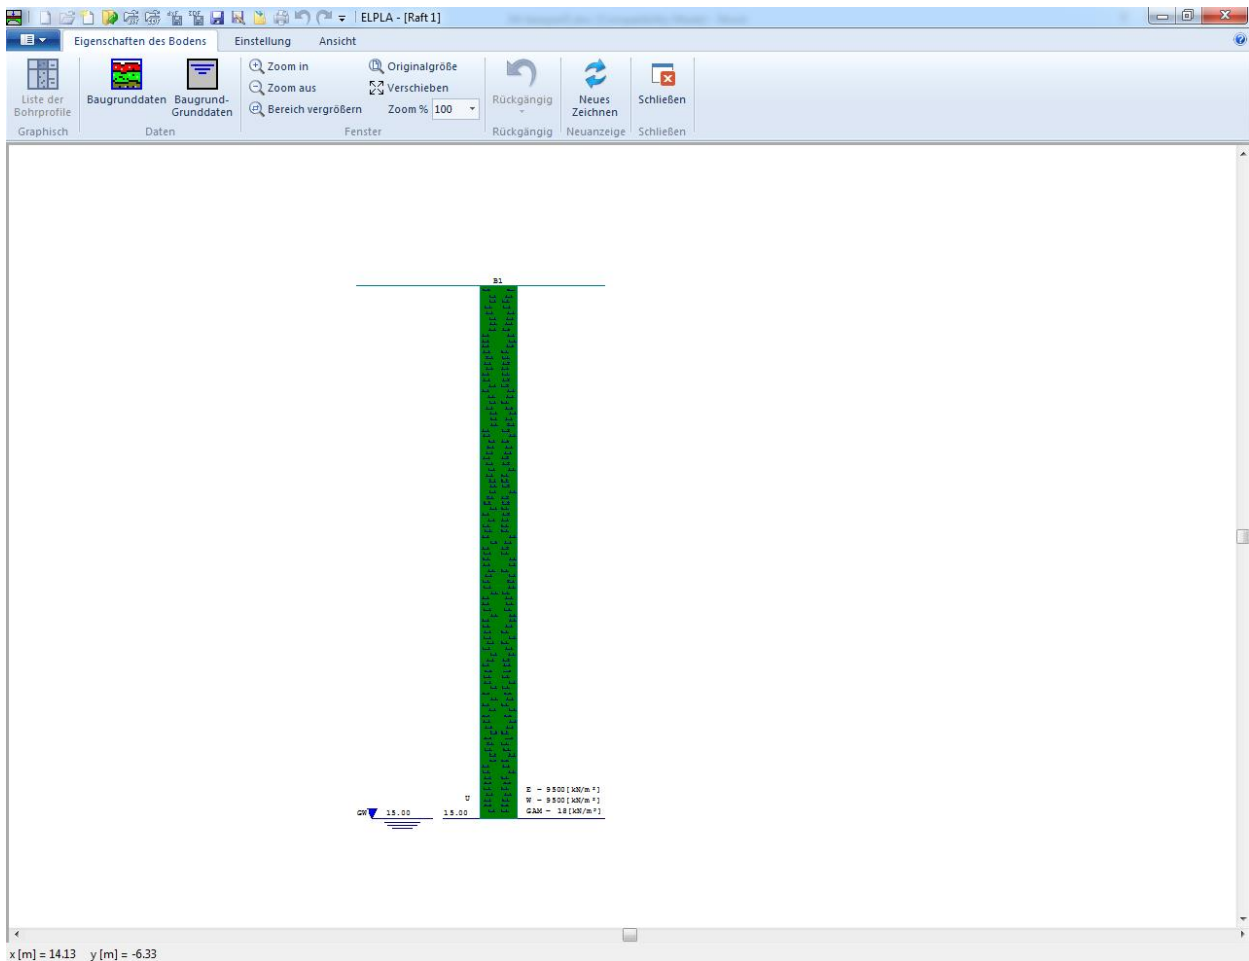 ELPLA - [Raft 1]
Eigenschaften des Bodens Einstellung Ansicht
Liste der Bohrprofile
Baugrunddaten
Baugrund-Grunddaten
Zoom in
Zoom aus
Bereich vergrößern
Originalgröße
Verschieben
Zoom % 100
Rückgängig
Neues Zeichnen
Schließen
Graphisch Daten Fenster Rückgängig Neuanzeige Schließen
B1
U
E = 9500[kN/m²]
W = 9500[kN/m²]
GAM = 18[kN/m³]
GW 15.00 15.00
x [m] = 14.13 y [m] = -6.33